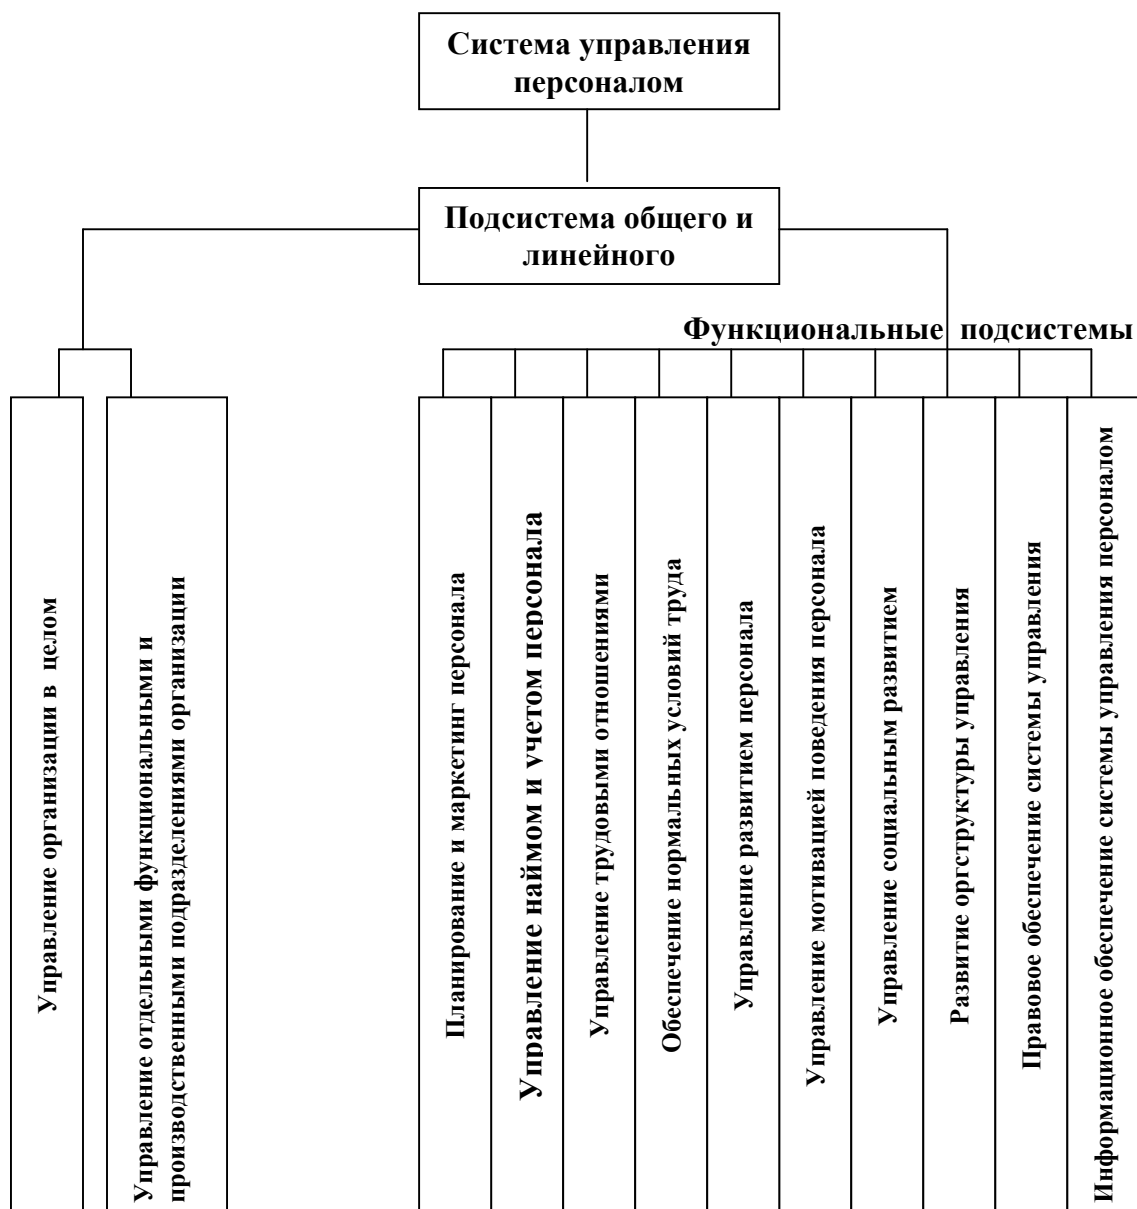 Система управления
персоналом
Подсистема общего и
линейного
Функциональные подсистемы
Управление организации в целом
Управление отдельными функциональными и
производственными подразделениями организации
Планирование и маркетинг персонала
Управление наймом и учетом персонала
Управление трудовыми отношениями
Обеспечение нормальных условий труда
Управление развитием персонала
Управление мотивацией поведения персонала
Управление социальным развитием
Развитие оргструктуры управления
Правовое обеспечение системы управления
Информационное обеспечение системы управления персоналом